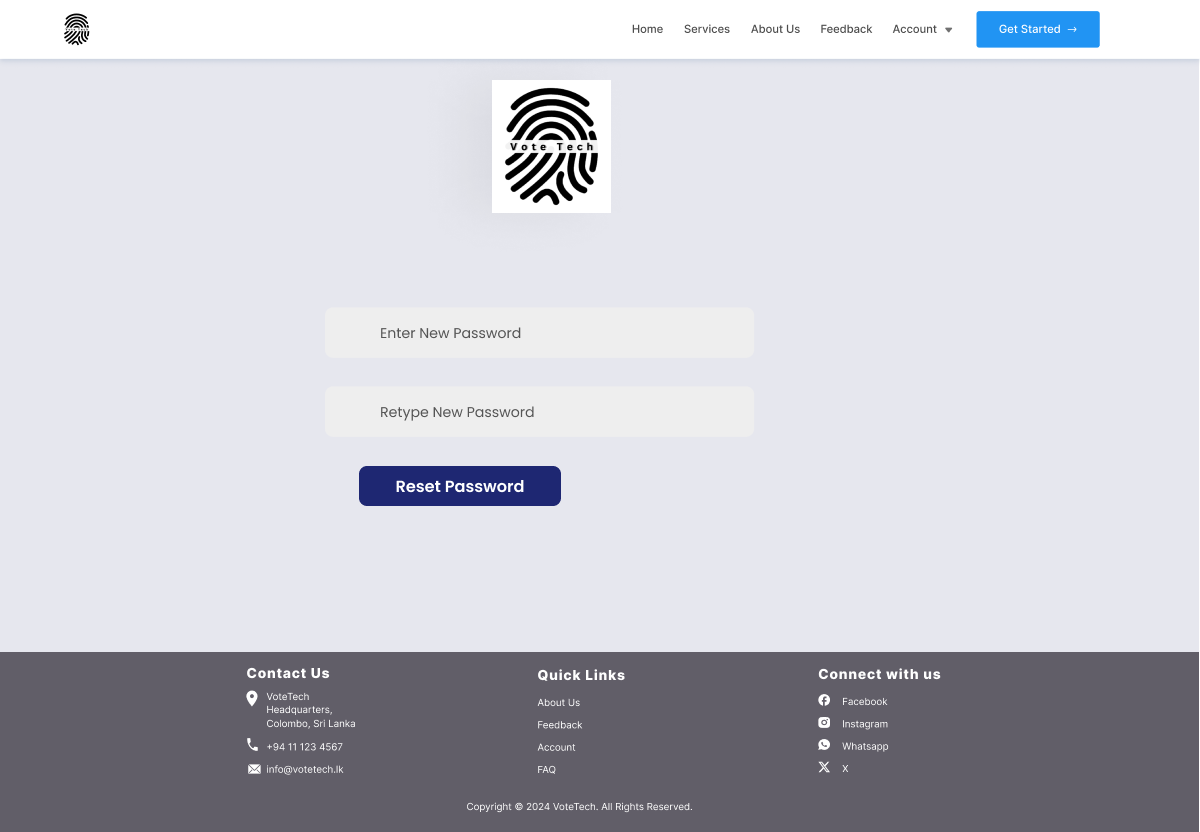 Home Services About Us Feedback Account Get Started →
Vote Tech
Enter New Password
Retype New Password
Reset Password
Contact Us
VoteTech
Headquarters,
Colombo, Sri Lanka
+94 11 123 4567
info@votetech.lk
Quick Links
About Us
Feedback
Account
FAQ
Connect with us
Facebook
Instagram
Whatsapp
X
Copyright © 2024 VoteTech. All Rights Reserved.